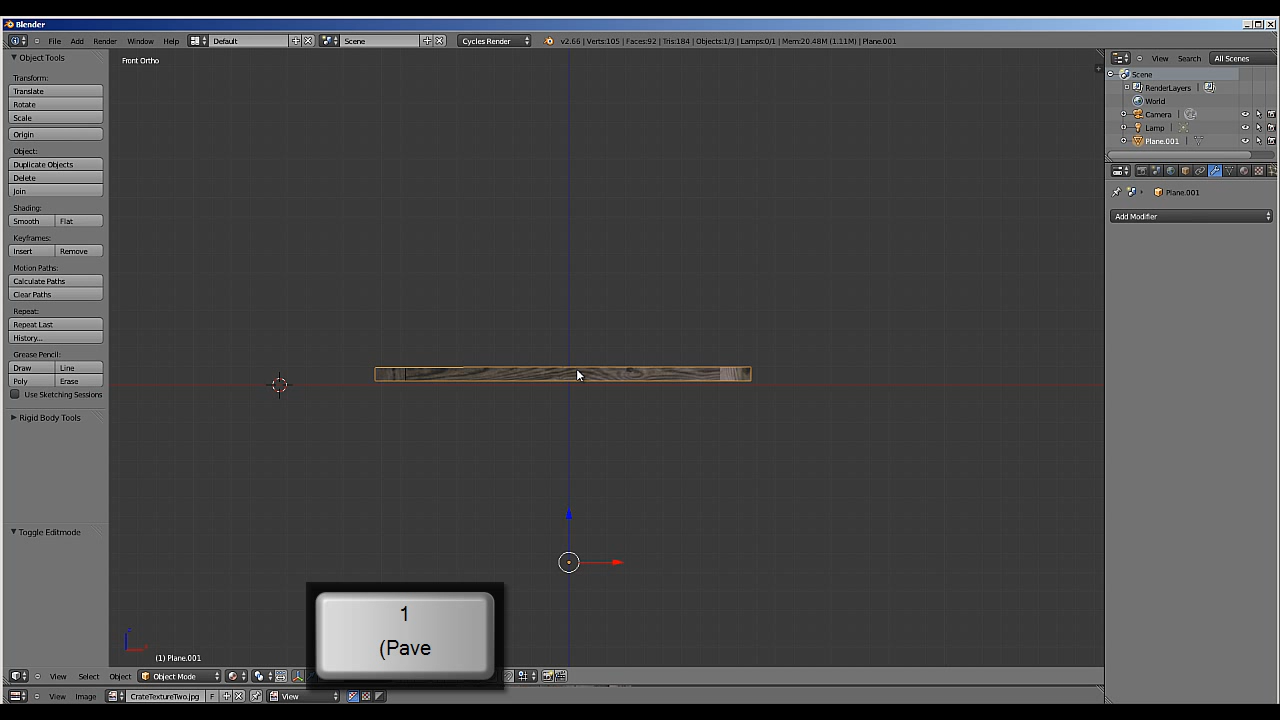 Blender
File Add Render Window Help Default Scene Cycles Render v2.66 | Verts:105 | Faces:92 | Tris:184 | Objects:1/3 | Lamps:0/1 | Mem:20.48M (1.11M) | Plane.001
Object Tools
Transform:
Translate
Rotate
Scale
Origin
Object:
Duplicate Objects
Delete
Join
Shading:
Smooth Flat
Keyframes:
Insert Remove
Motion Paths:
Calculate Paths
Clear Paths
Repeat:
Repeat Last
History...
Grease Pencil:
Draw Line
Poly Erase
Use Sketching Sessions
Rigid Body Tools
Toggle Editmode
Front Ortho
1
(Pave
(1) Plane.001
View Select Object Object Mode
View Image CrateTextureTwo.jpg F View
View Search All Scenes
Scene
RenderLayers
World
Camera
Lamp
Plane.001
Plane.001
Add Modifier